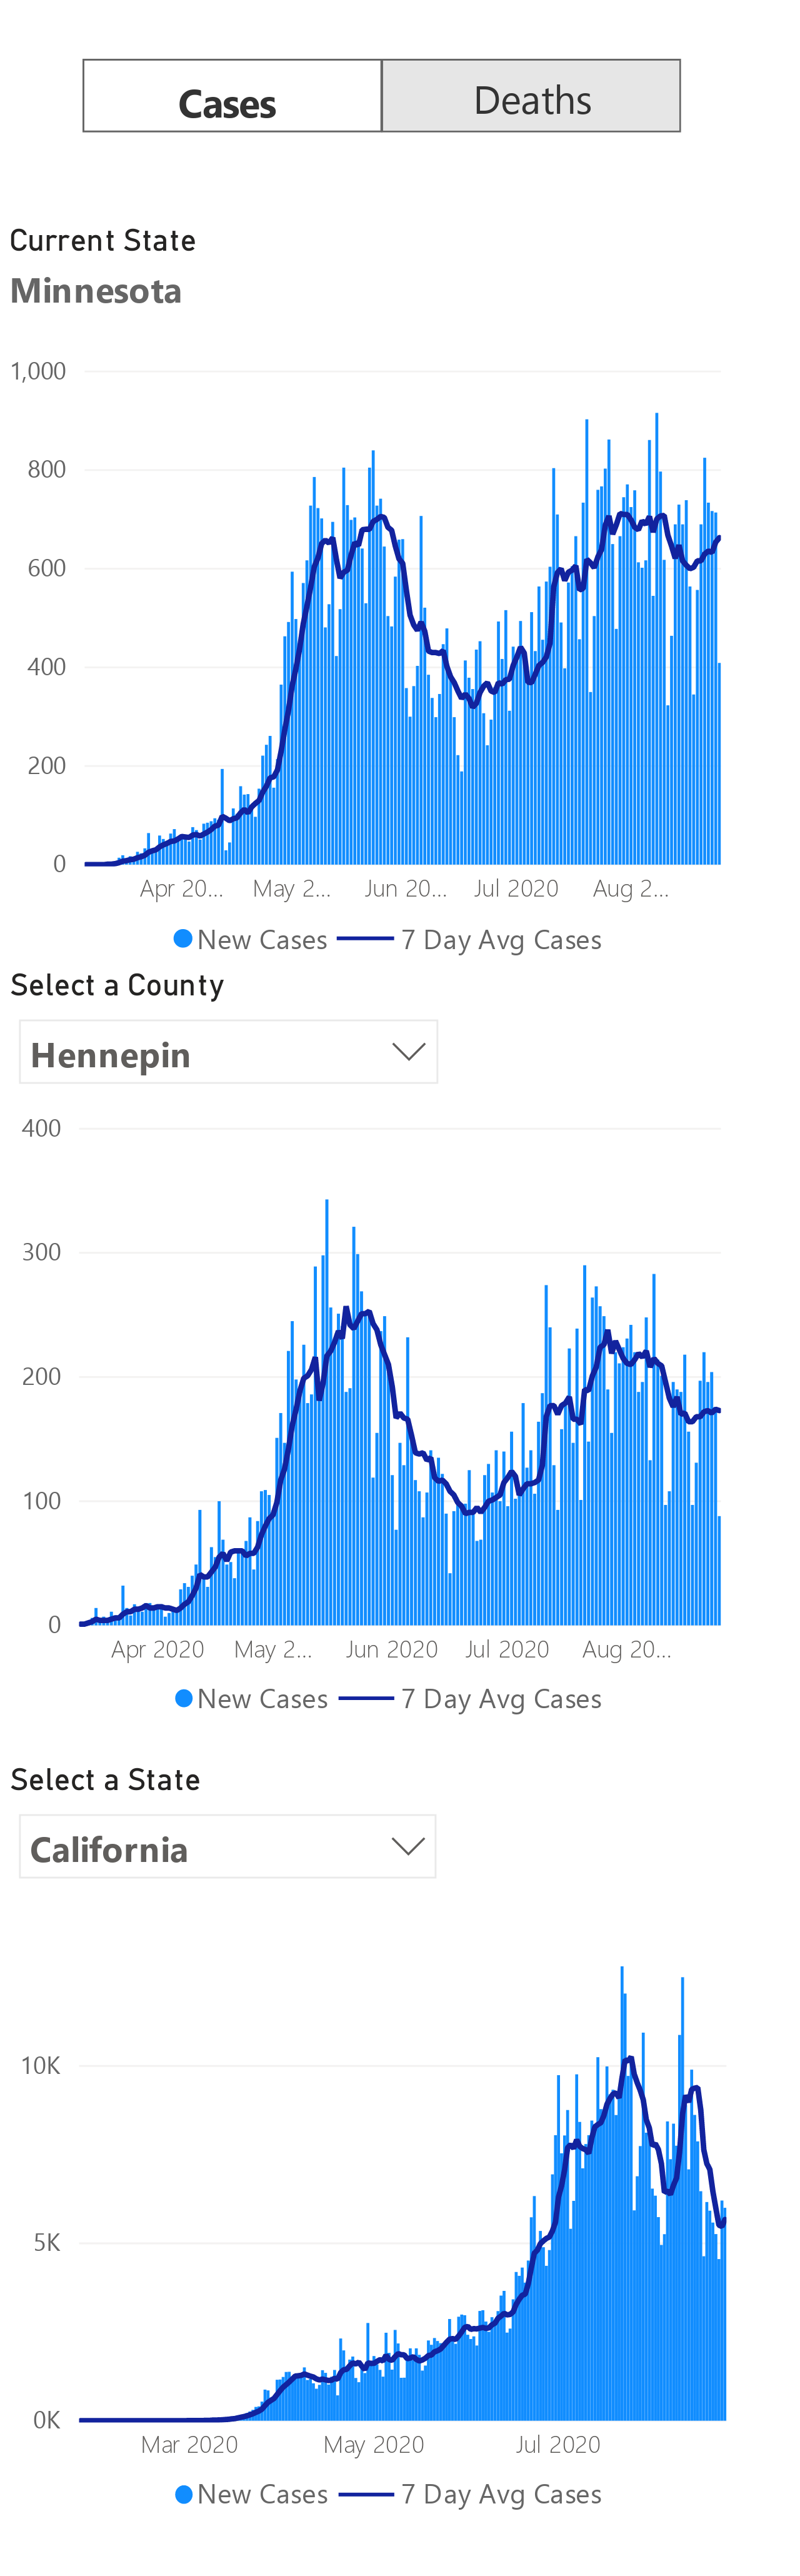 Cases Deaths
Current State
Minnesota
1,000
800
600
400
200
0
Apr 20... May 2... Jun 20... Jul 2020 Aug 2...
New Cases 7 Day Avg Cases
Select a County
Hennepin
400
300
200
100
0
Apr 2020 May 2... Jun 2020 Jul 2020 Aug 20...
New Cases 7 Day Avg Cases
Select a State
California
10K
5K
0K
Mar 2020 May 2020 Jul 2020
New Cases 7 Day Avg Cases